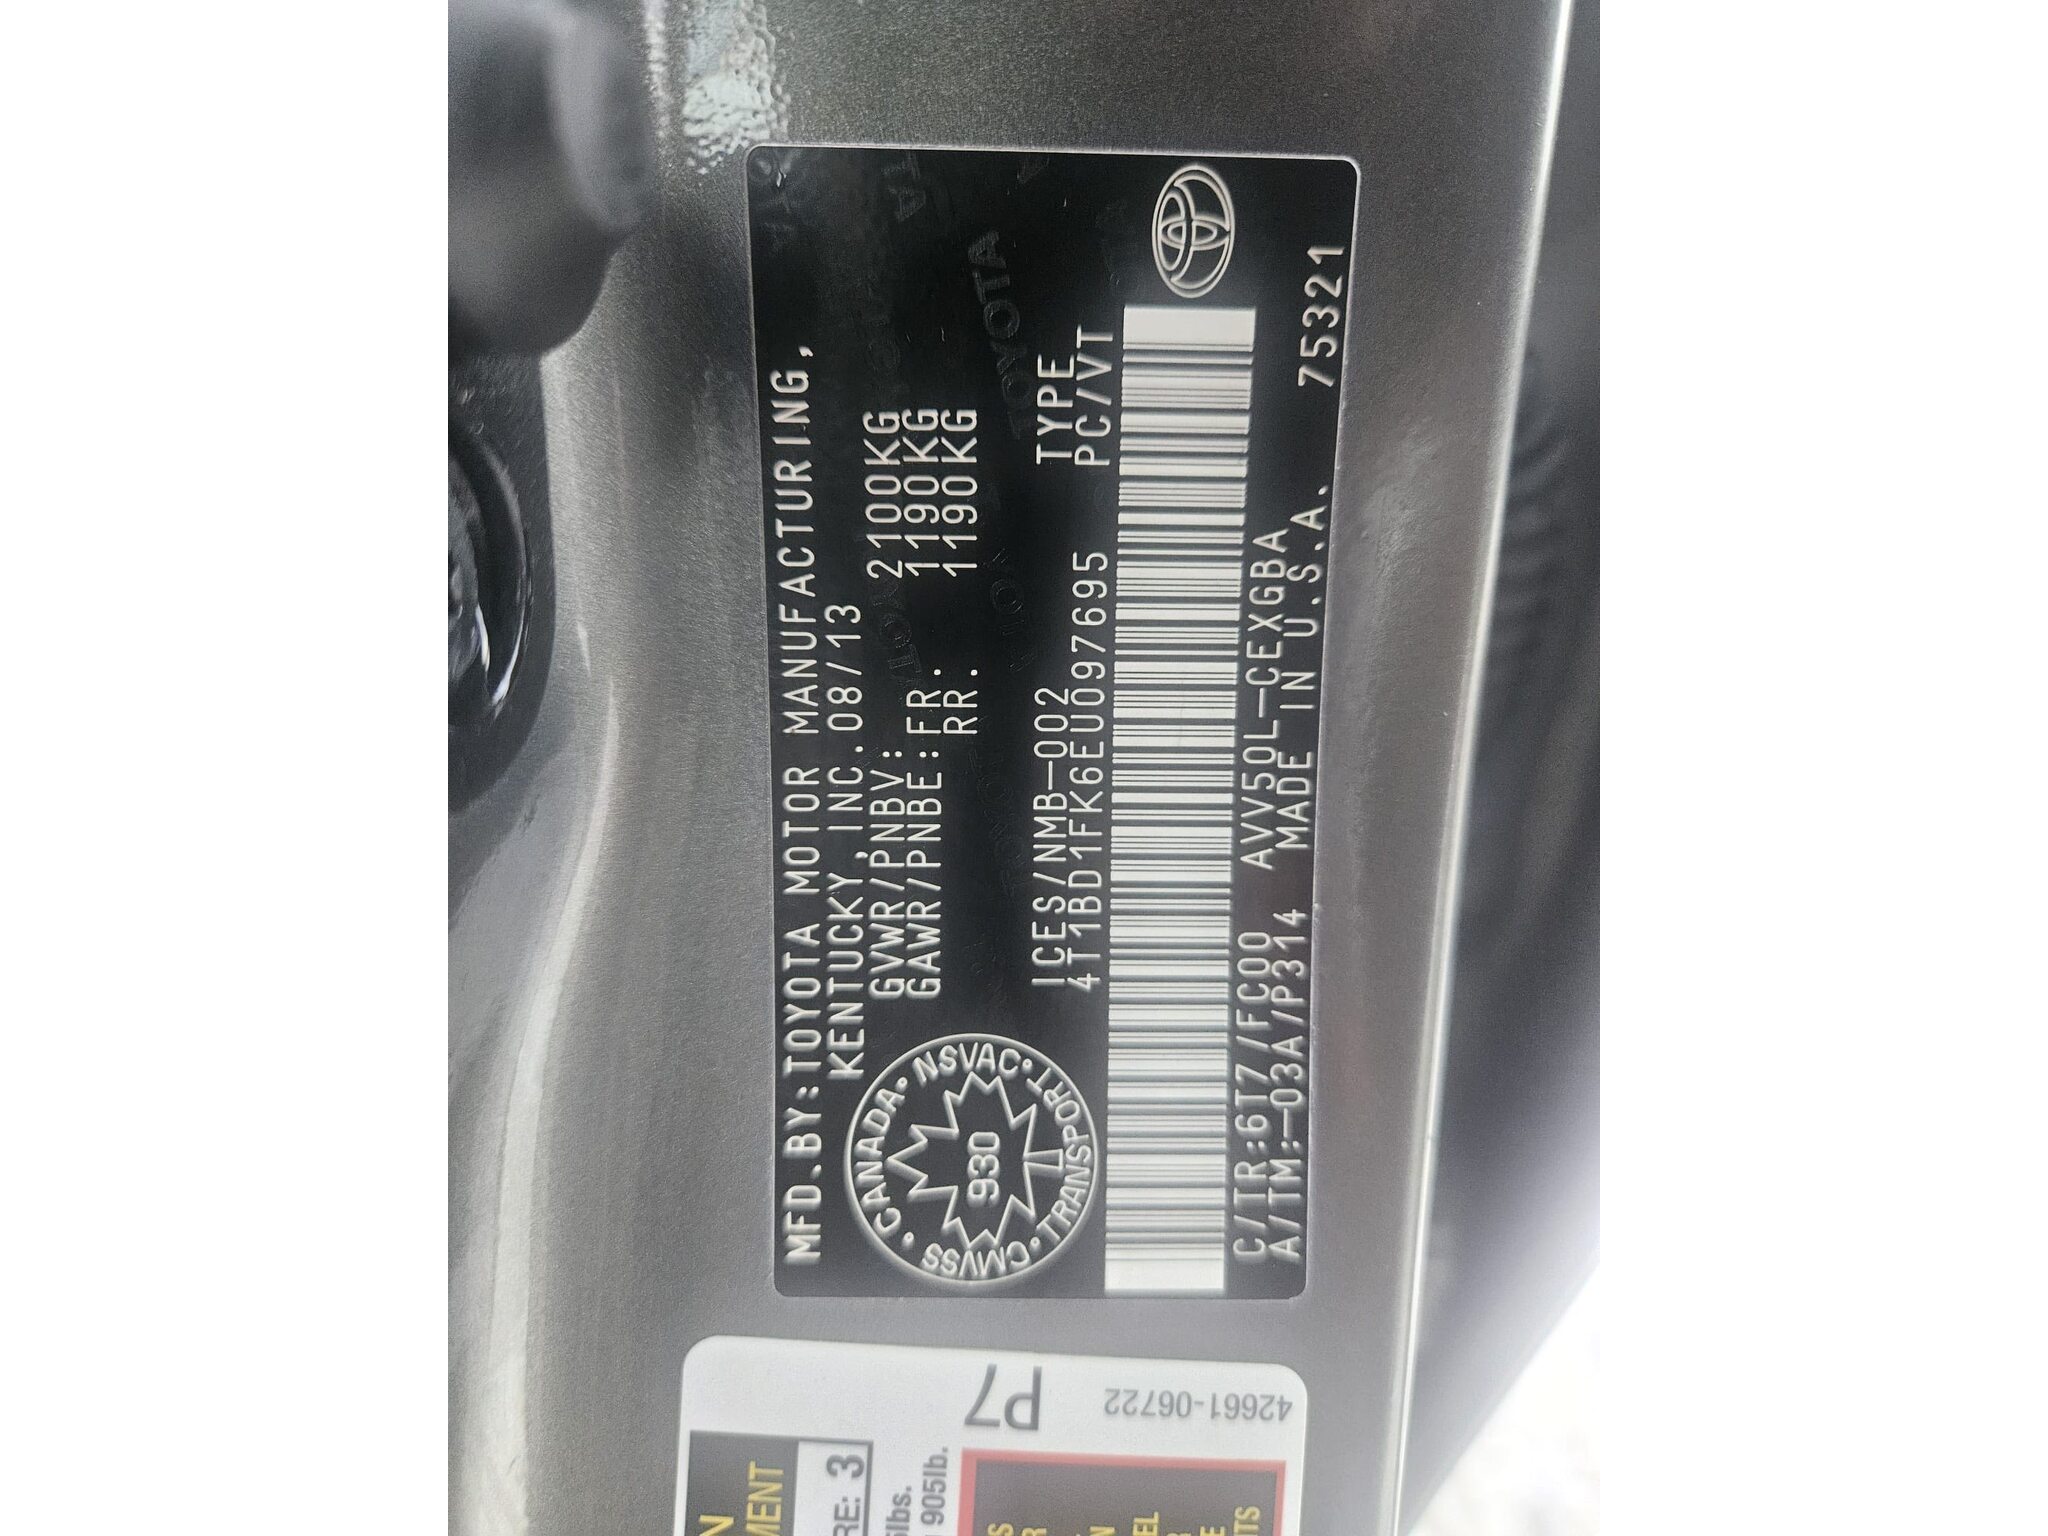 MFD.BY:TOYOTA MOTOR MANUFACTURING,
KENTUCKY, INC. 08/13
GVWR/PNBV: 2100KG
GAWR/PNBE:FR. 1190KG
RR. 1190KG
CANADA • NSVAC • TRANSPORT • CMVSS •
930
ICES/NMB-002 TYPE
4T1BD1FK6EU097695 PC/VT
C/TR:6T7/FC00 AVV50L-CEXGBA
A/TM:-03A/P314 MADE IN U.S.A. 75321
TOYOTA
P7
42661-06722
905lb.